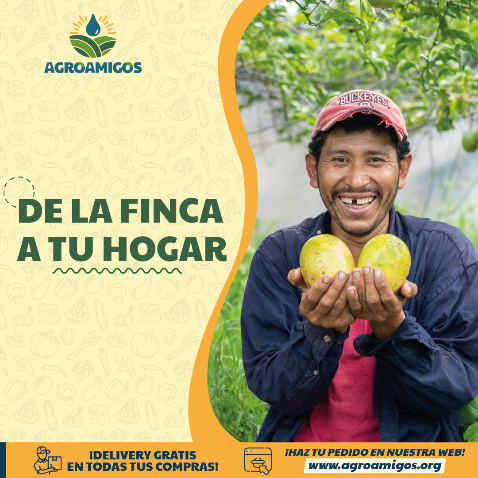 AGROAMIGOS
BUCKEYES
DE LA FINCA
A TU HOGAR
¡DELIVERY GRATIS
EN TODAS TUS COMPRAS!
¡HAZ TU PEDIDO EN NUESTRA WEB!
www.agroamigos.org